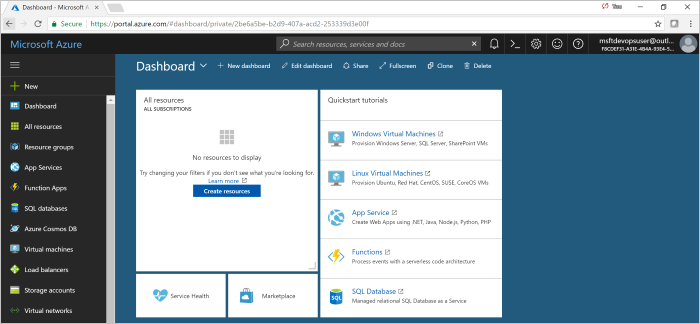 Dashboard - Microsoft A
Secure https://portal.azure.com/#dashboard/private/2be6a5be-b2d9-407a-acd2-253339d3e00f
Microsoft Azure
Search resources, services and docs
msftdevopsuser@outl...
Dashboard
New dashboard
Edit dashboard
Share
Fullscreen
Clone
Delete
New
Dashboard
All resources
Resource groups
App Services
Function Apps
SQL databases
Azure Cosmos DB
Virtual machines
Load balancers
Storage accounts
Virtual networks
All resources
ALL SUBSCRIPTIONS
No resources to display
Try changing your filters if you don't see what you're looking for.
Learn more
Create resources
Service Health
Marketplace
Quickstart tutorials
Windows Virtual Machines
Provision Windows Server, SQL Server, SharePoint VMs
Linux Virtual Machines
Provision Ubuntu, Red Hat, CentOS, SUSE, CoreOS VMs
App Service
Create Web Apps using .NET, Java, Node.js, Python, PHP
Functions
Process events with a serverless code architecture
SQL Database
Managed relational SQL Database as a Service
SQL